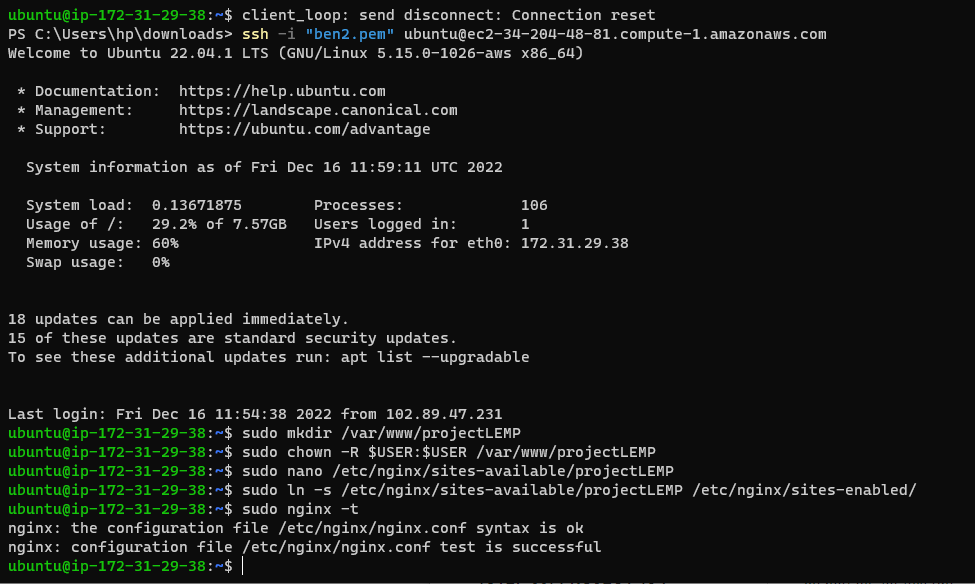 ubuntu@ip-172-31-29-38:~$ client_loop: send disconnect: Connection reset
PS C:\Users\hp\downloads> ssh -i "ben2.pem" ubuntu@ec2-34-204-48-81.compute-1.amazonaws.com
Welcome to Ubuntu 22.04.1 LTS (GNU/Linux 5.15.0-1026-aws x86_64)
* Documentation:  https://help.ubuntu.com
* Management:     https://landscape.canonical.com
* Support:        https://ubuntu.com/advantage
System information as of Fri Dec 16 11:59:11 UTC 2022
System load:  0.13671875        Processes:             106
Usage of /:   29.2% of 7.57GB   Users logged in:       1
Memory usage: 60%               IPv4 address for eth0: 172.31.29.38
Swap usage:   0%
18 updates can be applied immediately.
15 of these updates are standard security updates.
To see these additional updates run: apt list --upgradable
Last login: Fri Dec 16 11:54:38 2022 from 102.89.47.231
ubuntu@ip-172-31-29-38:~$ sudo mkdir /var/www/projectLEMP
ubuntu@ip-172-31-29-38:~$ sudo chown -R $USER:$USER /var/www/projectLEMP
ubuntu@ip-172-31-29-38:~$ sudo nano /etc/nginx/sites-available/projectLEMP
ubuntu@ip-172-31-29-38:~$ sudo ln -s /etc/nginx/sites-available/projectLEMP /etc/nginx/sites-enabled/
ubuntu@ip-172-31-29-38:~$ sudo nginx -t
nginx: the configuration file /etc/nginx/nginx.conf syntax is ok
nginx: configuration file /etc/nginx/nginx.conf test is successful
ubuntu@ip-172-31-29-38:~$